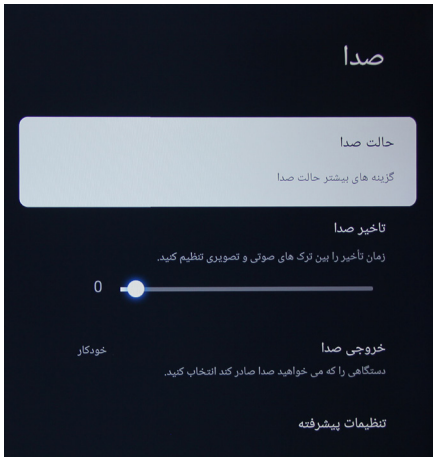 صدا
حالت صدا
گزینه های بیشتر حالت صدا
تاخیر صدا
زمان تأخیر را بین ترک های صوتی و تصویری تنظیم کنید.
0
خروجی صدا
خودکار
دستگاهی را که می خواهید صدا صادر کند انتخاب کنید.
تنظیمات پیشرفته